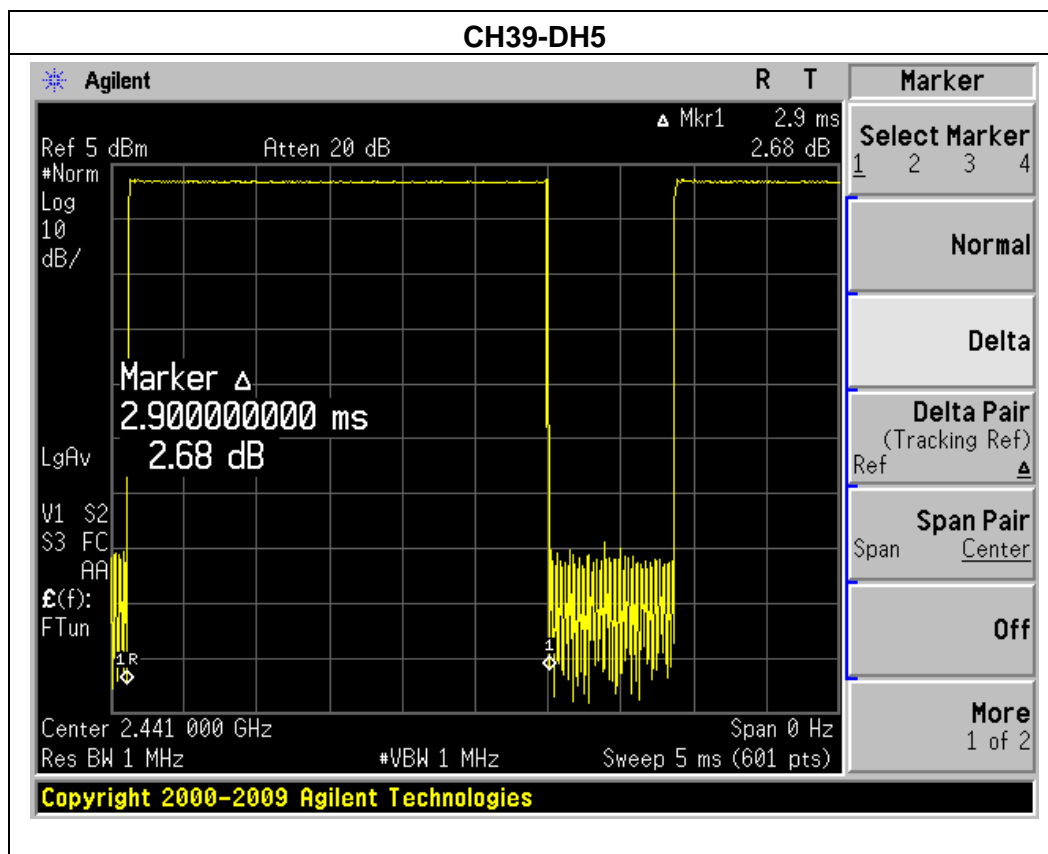 CH39-DH5
Agilent R T
Marker
▵ Mkr1 2.9 ms
Ref 5 dBm Atten 20 dB 2.68 dB
#Norm
Log
10
dB/
Marker ▵
2.900000000 ms
2.68 dB
LgAv
V1 S2
S3 FC
AA
£(f):
FTun
1R
1
Center 2.441 000 GHz Span 0 Hz
Res BW 1 MHz #VBW 1 MHz Sweep 5 ms (601 pts)
Select Marker
1 2 3 4
Normal
Delta
Delta Pair
(Tracking Ref)
Ref ▵
Span Pair
Span Center
Off
More
1 of 2
Copyright 2000-2009 Agilent Technologies